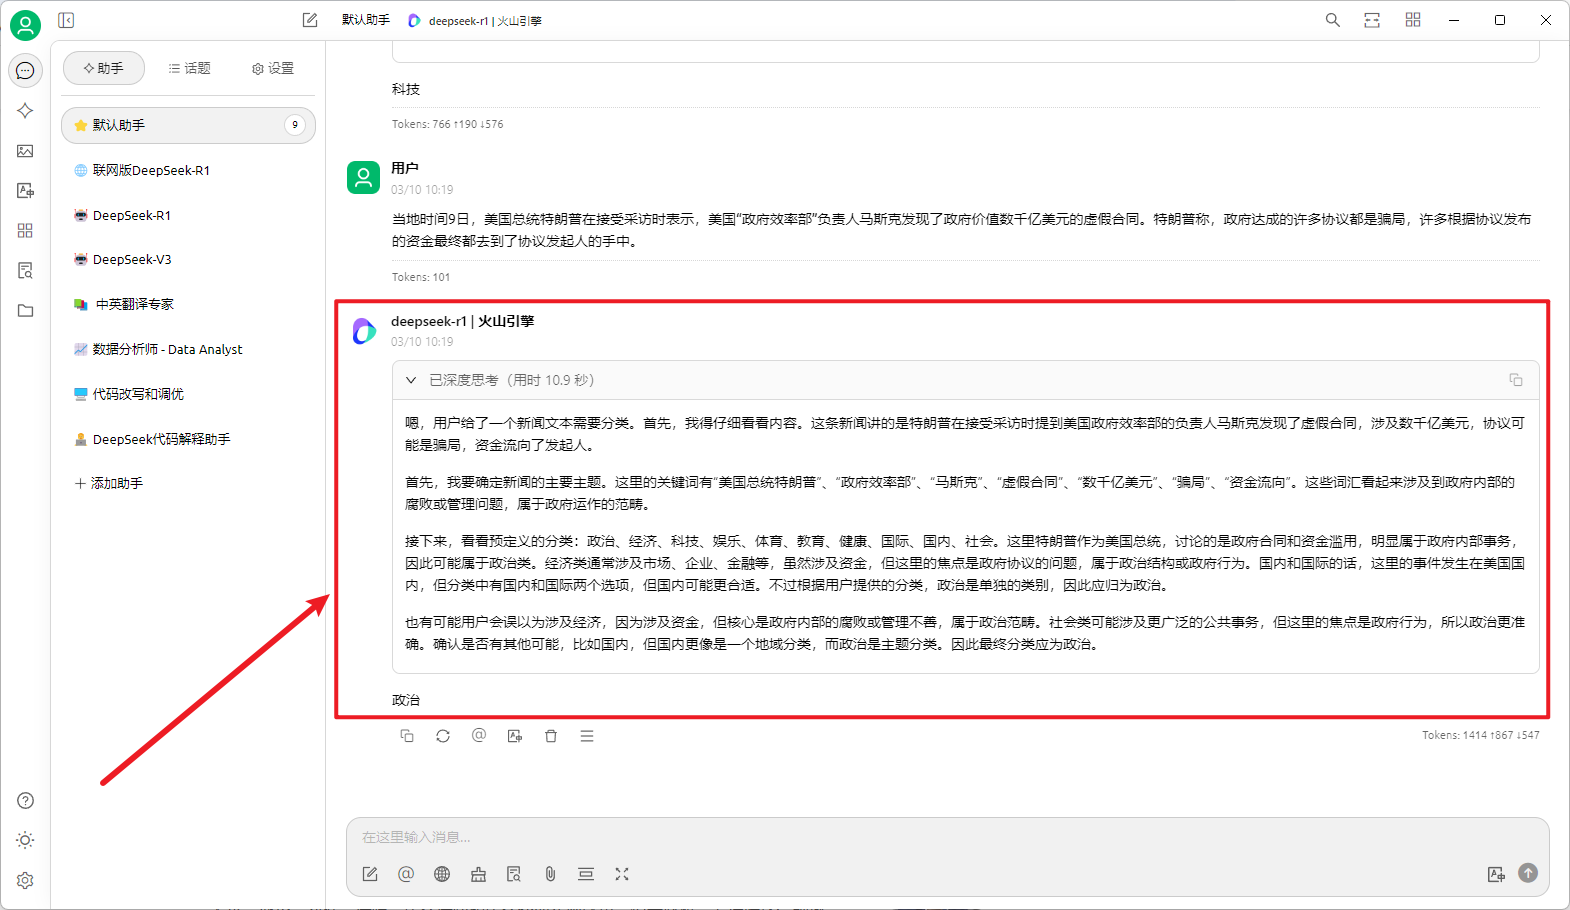 默认助手
deepseek-r1 | 火山引擎
助手
话题
设置
默认助手
9
联网版DeepSeek-R1
DeepSeek-R1
DeepSeek-V3
中英翻译专家
数据分析师 - Data Analyst
代码改写和调优
DeepSeek代码解释助手
添加助手
科技
Tokens: 766 ↑190 ↓576
用户
03/10 10:19
当地时间9日，美国总统特朗普在接受采访时表示，美国“政府效率部”负责人马斯克发现了政府价值数千亿美元的虚假合同。特朗普称，政府达成的许多协议都是骗局，许多根据协议发布
的资金最终都去到了协议发起人的手中。
Tokens: 101
deepseek-r1 | 火山引擎
03/10 10:19
已深度思考（用时 10.9 秒）
嗯，用户给了一个新闻文本需要分类。首先，我得仔细看看内容。这条新闻讲的是特朗普在接受采访时提到美国政府效率部的负责人马斯克发现了虚假合同，涉及数千亿美元，协议可
能是骗局，资金流向了发起人。
首先，我要确定新闻的主要主题。这里的关键词有“美国总统特朗普”、“政府效率部”、“马斯克”、“虚假合同”、“数千亿美元”、“骗局”、“资金流向”。这些词汇看起来涉及到政府内部的
腐败或管理问题，属于政府运作的范畴。
接下来，看看预定义的分类：政治、经济、科技、娱乐、体育、教育、健康、国际、国内、社会。这里特朗普作为美国总统，讨论的是政府合同和资金滥用，明显属于政府内部事务，
因此可能属于政治类。经济类通常涉及市场、企业、金融等，虽然涉及资金，但这里的焦点是政府协议的问题，属于政治结构或政府行为。国内和国际的话，这里的事件发生在美国国
内，但分类中有国内和国际两个选项，但国内可能更合适。不过根据用户提供的分类，政治是单独的类别，因此应归为政治。
也有可能用户会误以为涉及经济，因为涉及资金，但核心是政府内部的腐败或管理不善，属于政治范畴。社会类可能涉及更广泛的公共事务，但这里的焦点是政府行为，所以政治更准
确。确认是否有其他可能，比如国内，但国内更像是一个地域分类，而政治是主题分类。因此最终分类应为政治。
政治
Tokens: 1414 ↑867 ↓547
在这里输入消息...